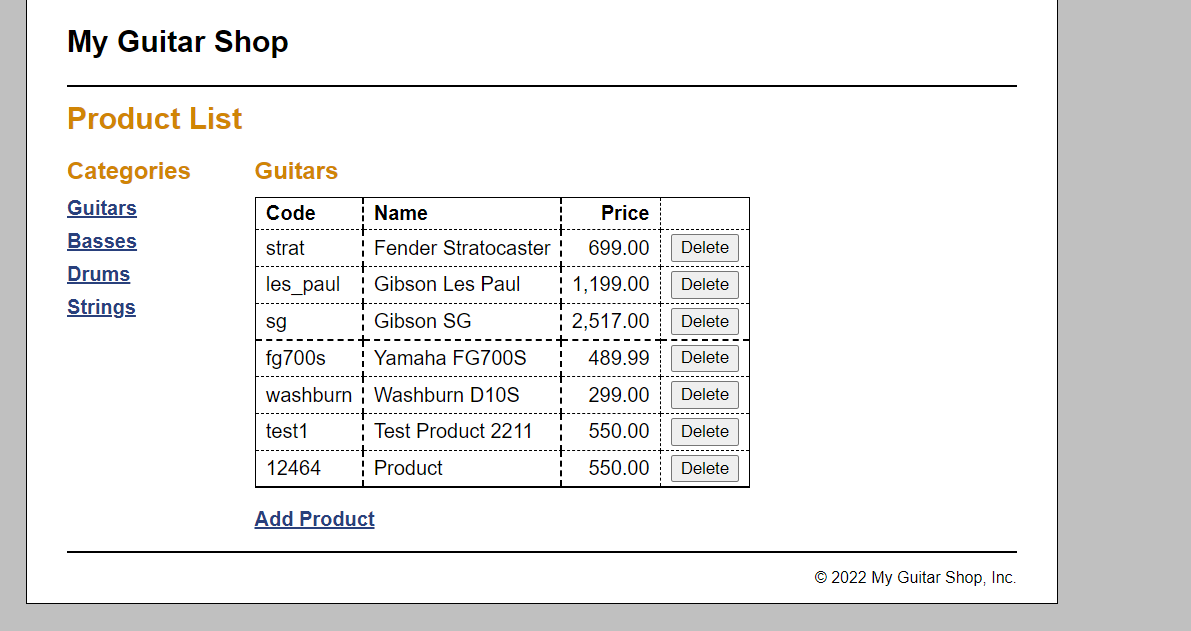 My Guitar Shop
Product List
Categories
Guitars
Basses
Drums
Strings
Guitars
Code Name Price
strat Fender Stratocaster 699.00 Delete
les_paul Gibson Les Paul 1,199.00 Delete
sg Gibson SG 2,517.00 Delete
fg700s Yamaha FG700S 489.99 Delete
washburn Washburn D10S 299.00 Delete
test1 Test Product 2211 550.00 Delete
12464 Product 550.00 Delete
Add Product
© 2022 My Guitar Shop, Inc.